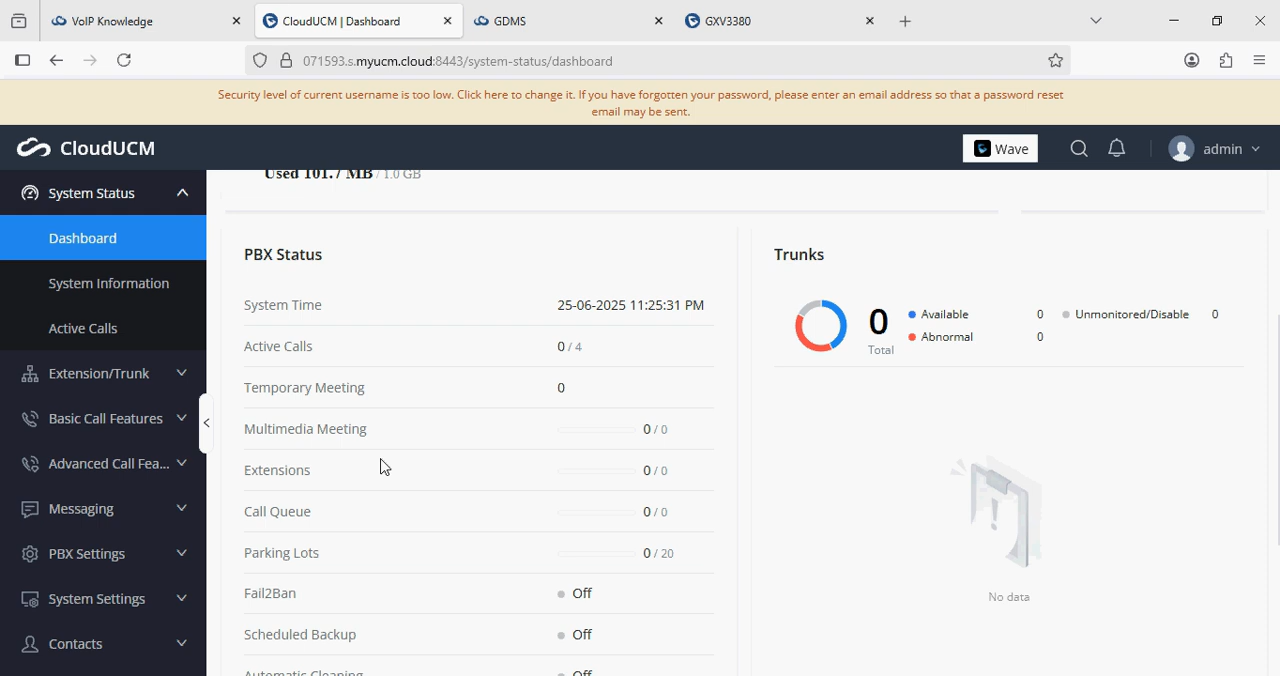 VoIP Knowledge
CloudUCM | Dashboard
GDMS
GXV3380
071593.s.myucm.cloud:8443/system-status/dashboard
Security level of current username is too low. Click here to change it. If you have forgotten your password, please enter an email address so that a password reset
email may be sent.
CloudUCM
Wave
admin
System Status
Dashboard
System Information
Active Calls
Extension/Trunk
Basic Call Features
Advanced Call Fea...
Messaging
PBX Settings
System Settings
Contacts
Used 101.7 MB / 1.0 GB
PBX Status
System Time 25-06-2025 11:25:31 PM
Active Calls 0 / 4
Temporary Meeting 0
Multimedia Meeting 0 / 0
Extensions 0 / 0
Call Queue 0 / 0
Parking Lots 0 / 20
Fail2Ban Off
Scheduled Backup Off
Automatic Cleaning Off
Trunks
0
Total
Available 0
Unmonitored/Disable 0
Abnormal 0
No data